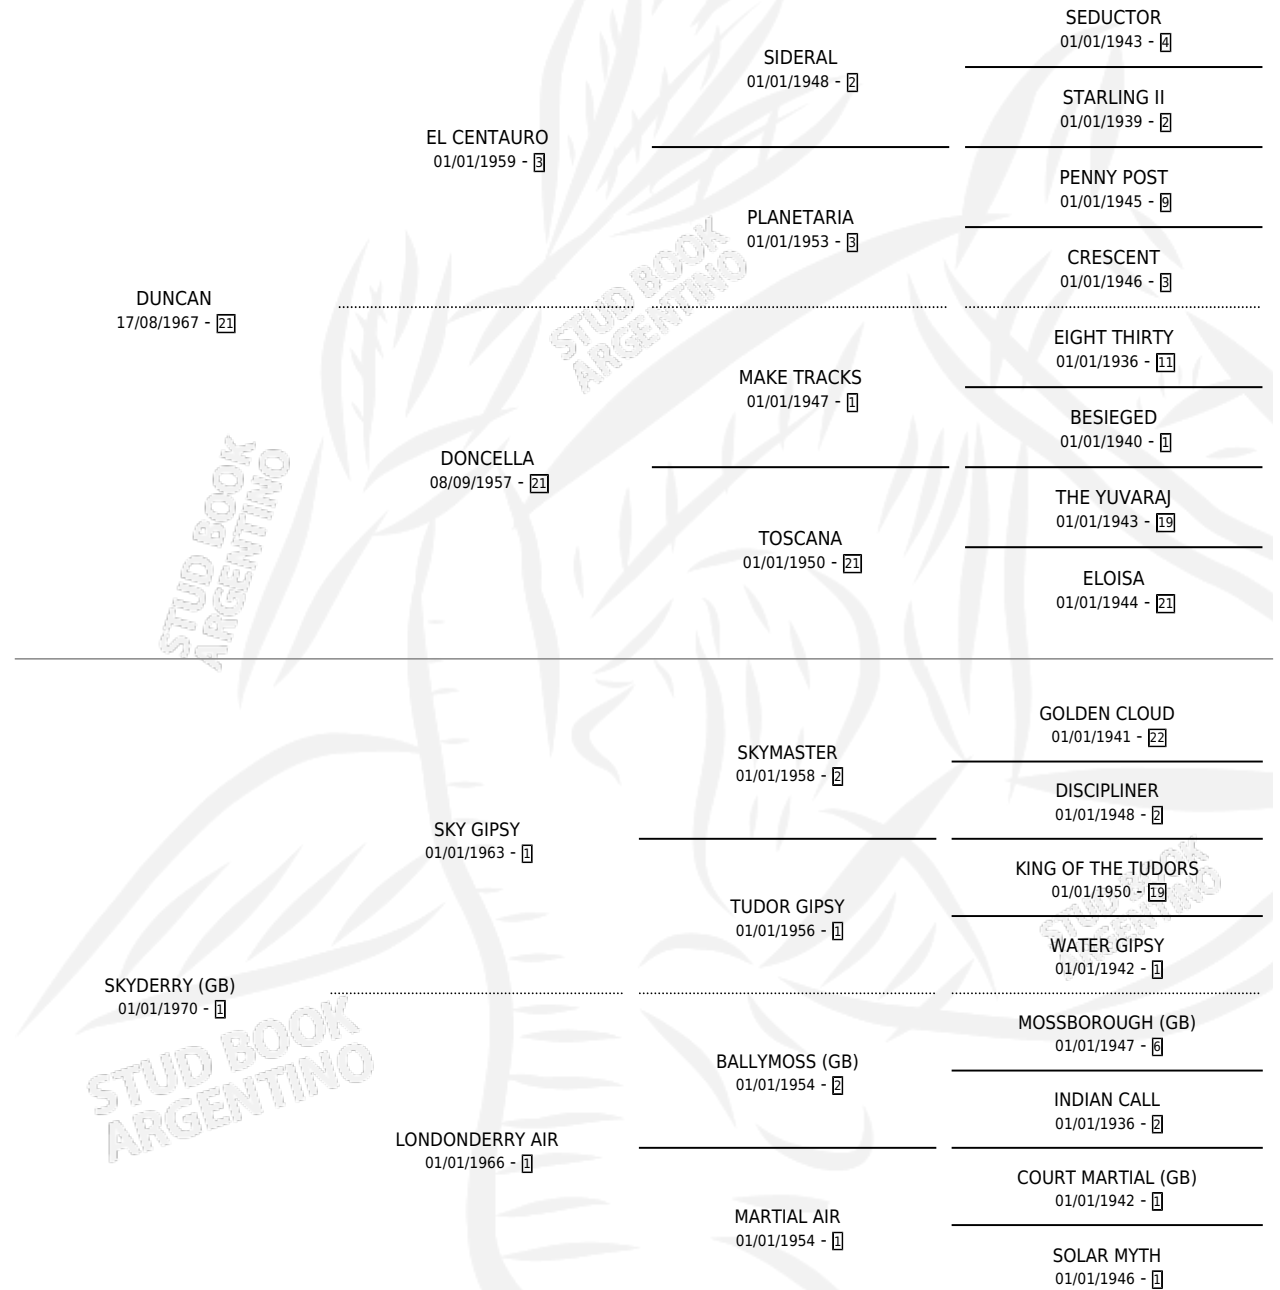 SEDUCTOR
01/01/1943 - 4
SIDERAL
01/01/1948 - 2
STARLING II
01/01/1939 - 2
EL CENTAURO
01/01/1959 - 3
PENNY POST
01/01/1945 - 9
PLANETARIA
01/01/1953 - 3
CRESCENT
01/01/1946 - 3
DUNCAN
17/08/1967 - 21
EIGHT THIRTY
01/01/1936 - 11
MAKE TRACKS
01/01/1947 - 1
BESIEGED
01/01/1940 - 1
DONCELLA
08/09/1957 - 21
THE YUVARAJ
01/01/1943 - 19
TOSCANA
01/01/1950 - 21
ELOISA
01/01/1944 - 21
STUD BOOK
ARGENTINO
STUD BOOK
ARGENTINO
GOLDEN CLOUD
01/01/1941 - 22
SKYMASTER
01/01/1958 - 2
DISCIPLINER
01/01/1948 - 2
SKY GIPSY
01/01/1963 - 1
KING OF THE TUDORS
01/01/1950 - 19
TUDOR GIPSY
01/01/1956 - 1
WATER GIPSY
01/01/1942 - 1
STUD BOOK
ARGENTINO
SKYDERRY (GB)
01/01/1970 - 1
MOSSBOROUGH (GB)
01/01/1947 - 6
BALLYMOSS (GB)
01/01/1954 - 2
INDIAN CALL
01/01/1936 - 2
STUD BOOK
ARGENTINO
LONDONDERRY AIR
01/01/1966 - 1
COURT MARTIAL (GB)
01/01/1942 - 1
MARTIAL AIR
01/01/1954 - 1
SOLAR MYTH
01/01/1946 - 1